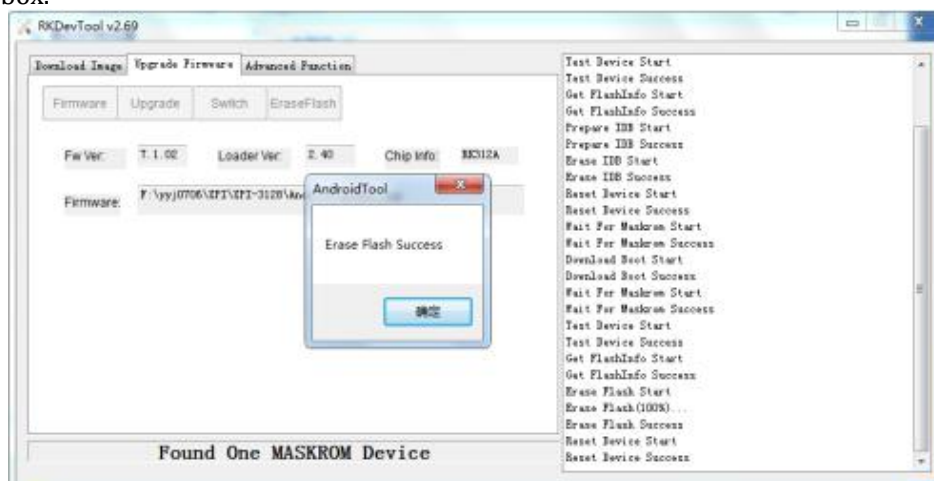 box.
RKDevTool v2.69
Download Image Upgrade Firmware Advanced Function
Firmware Upgrade Switch EraseFlash
Fw Ver: 7.1.02 Loader Ver: 2.40 Chip Info: RK312A
Firmware: F:\yyj0706\XPI\XPI-3128\And
AndroidTool
Erase Flash Success
确定
Found One MASKROM Device
Test Device Start
Test Device Success
Get FlashInfo Start
Get FlashInfo Success
Prepare IDB Start
Prepare IDB Success
Erase IDB Start
Erase IDB Success
Reset Device Start
Reset Device Success
Wait For Maskrom Start
Wait For Maskrom Success
Download Boot Start
Download Boot Success
Wait For Maskrom Start
Wait For Maskrom Success
Test Device Start
Test Device Success
Get FlashInfo Start
Get FlashInfo Success
Erase Flash Start
Erase Flash(100%)...
Erase Flash Success
Reset Device Start
Reset Device Success